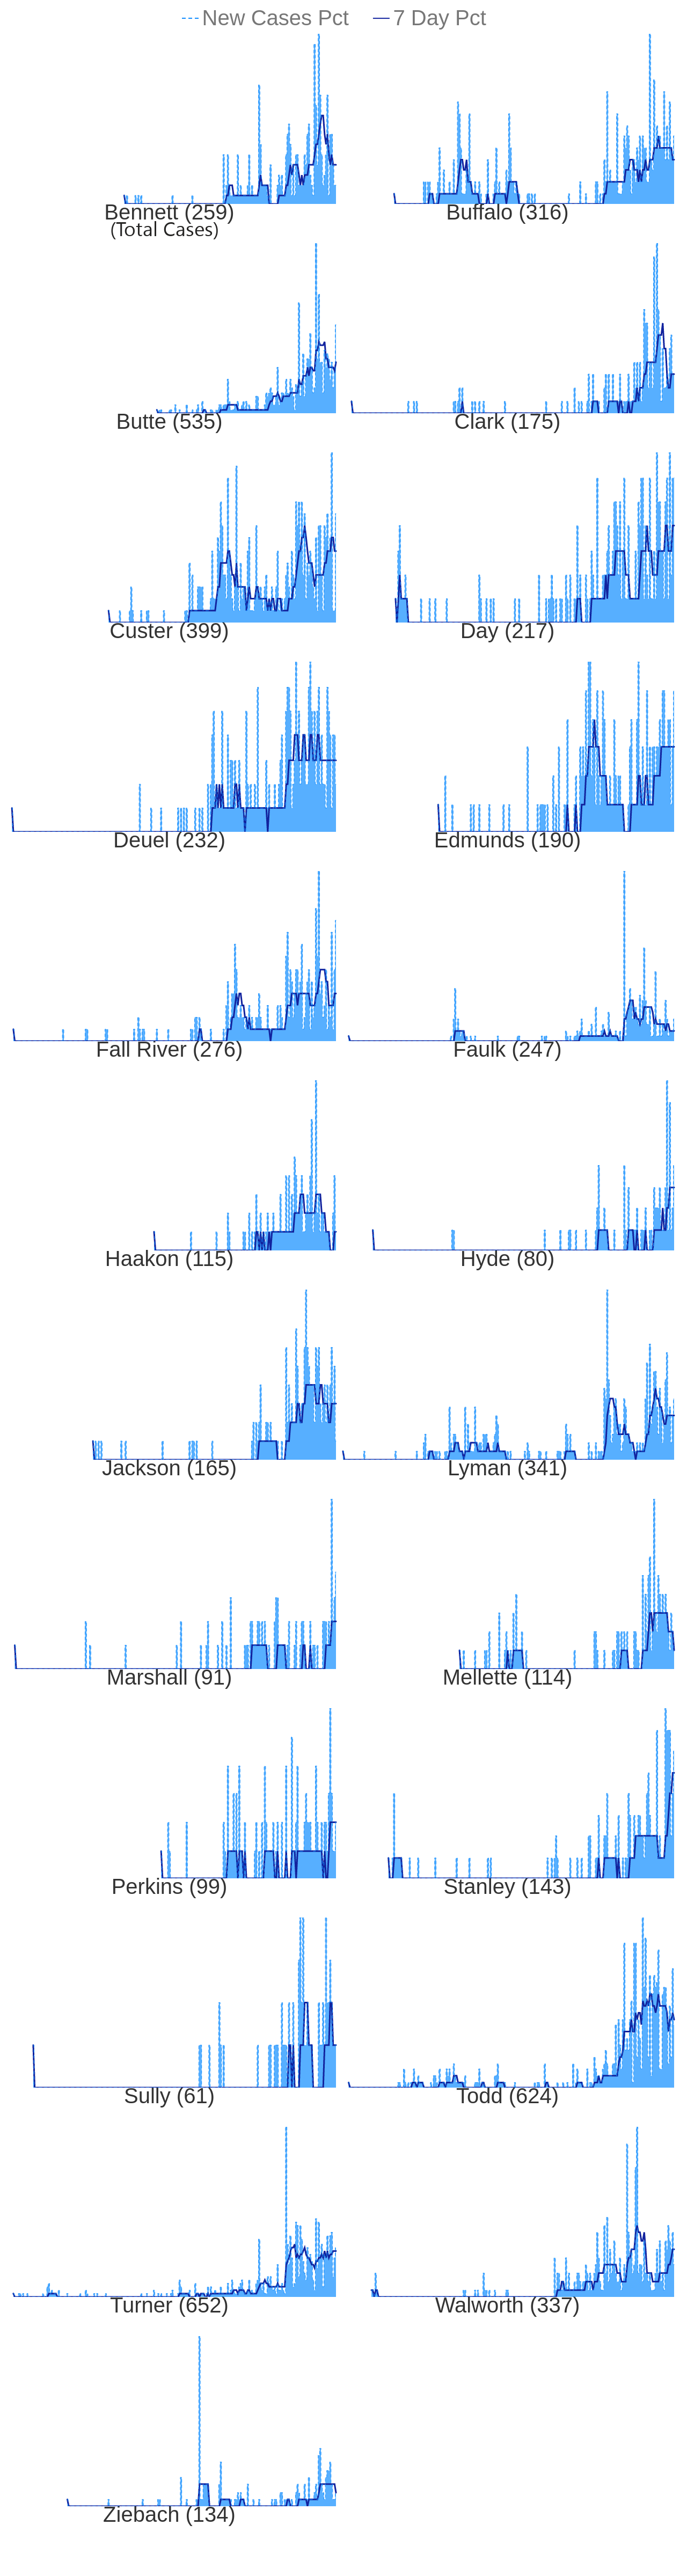 New Cases Pct 7 Day Pct
Bennett (259) Buffalo (316)
(Total Cases)
Butte (535) Clark (175)
Custer (399) Day (217)
Deuel (232) Edmunds (190)
Fall River (276) Faulk (247)
Haakon (115) Hyde (80)
Jackson (165) Lyman (341)
Marshall (91) Mellette (114)
Perkins (99) Stanley (143)
Sully (61) Todd (624)
Turner (652) Walworth (337)
Ziebach (134)